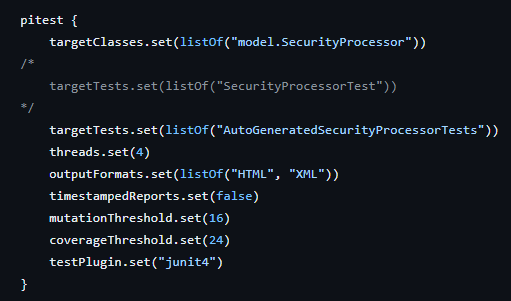 pitest {
    targetClasses.set(listOf("model.SecurityProcessor"))
/*
    targetTests.set(listOf("SecurityProcessorTest"))
*/
    targetTests.set(listOf("AutoGeneratedSecurityProcessorTests"))
    threads.set(4)
    outputFormats.set(listOf("HTML", "XML"))
    timestampedReports.set(false)
    mutationThreshold.set(16)
    coverageThreshold.set(24)
    testPlugin.set("junit4")
}